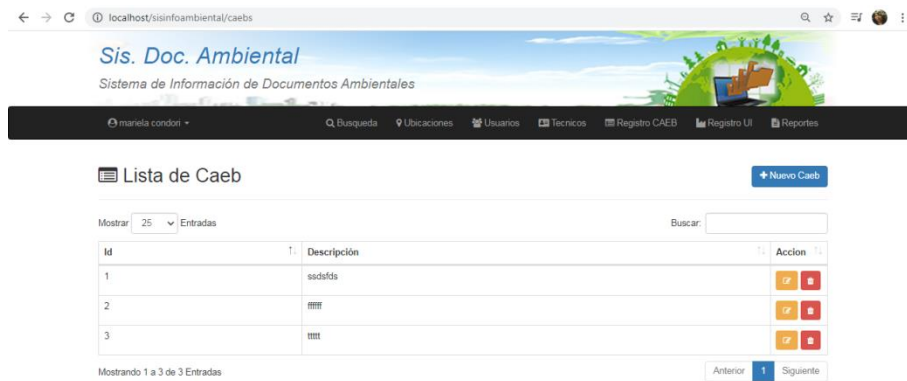 localhost/sisinfoambiental/caebs
Sis. Doc. Ambiental
Sistema de Información de Documentos Ambientales
mariela condori Busqueda Ubicaciones Usuarios Tecnicos Registro CAEB Registro UI Reportes
Lista de Caeb Nuevo Caeb
Mostrar 25 Entradas Buscar:
Id Descripción Accion
1 ssdsfds
2 ffffff
3 ttttt
Mostrando 1 a 3 de 3 Entradas Anterior 1 Siguiente